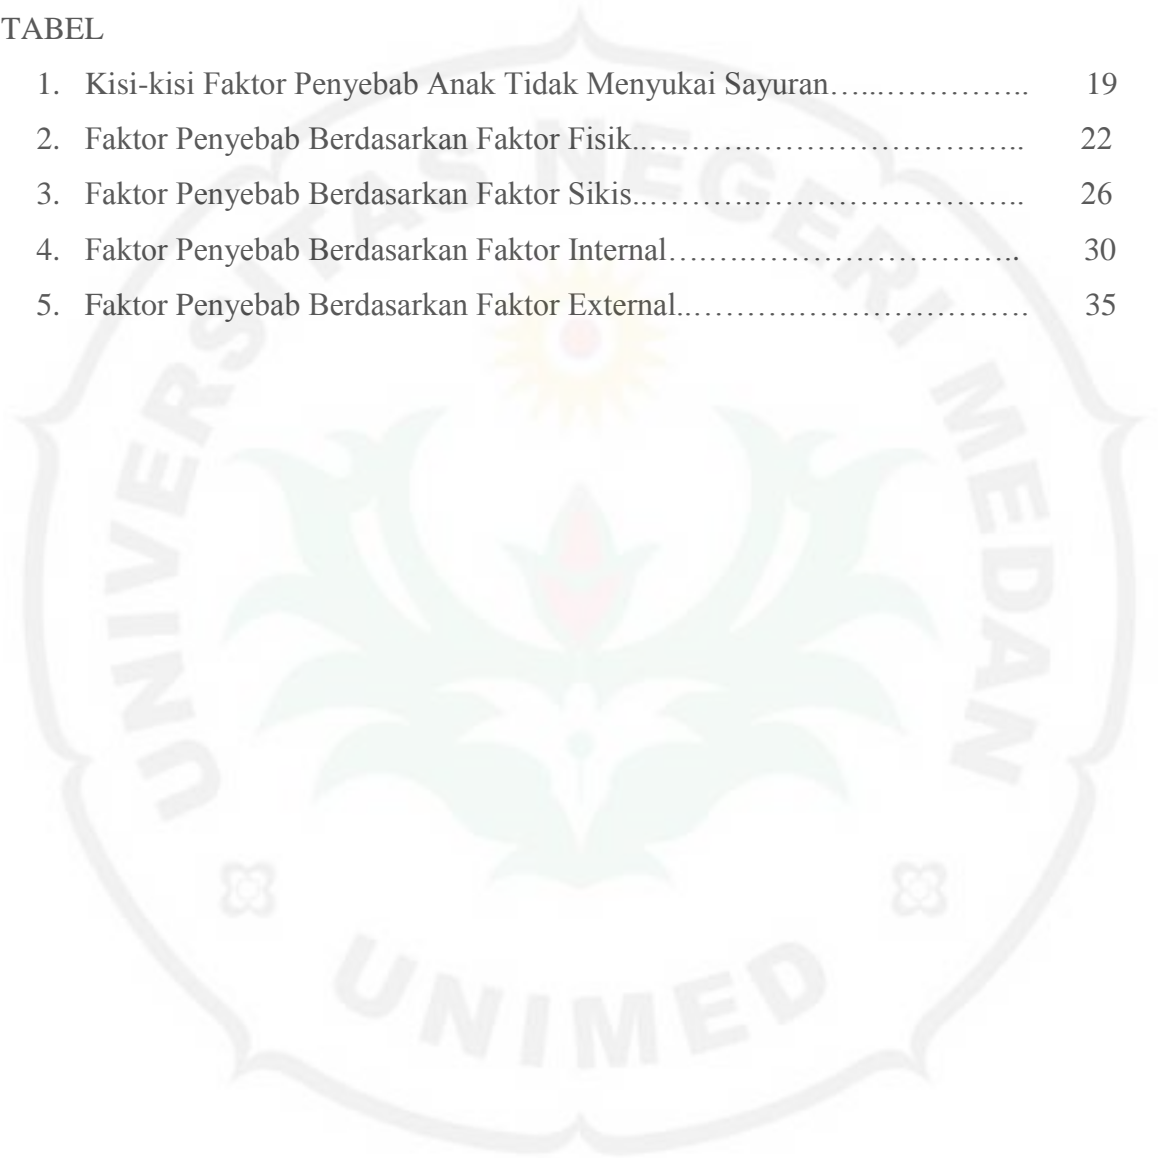 TABEL
1. Kisi-kisi Faktor Penyebab Anak Tidak Menyukai Sayuran…...………….. 19
2. Faktor Penyebab Berdasarkan Faktor Fisik..………..…………………….. 22
3. Faktor Penyebab Berdasarkan Faktor Sikis..……….…………………….. 26
4. Faktor Penyebab Berdasarkan Faktor Internal……..…………………….. 30
5. Faktor Penyebab Berdasarkan Faktor External..……………………………. 35
UNIVERSITAS NEGERI MEDAN
UNIMED